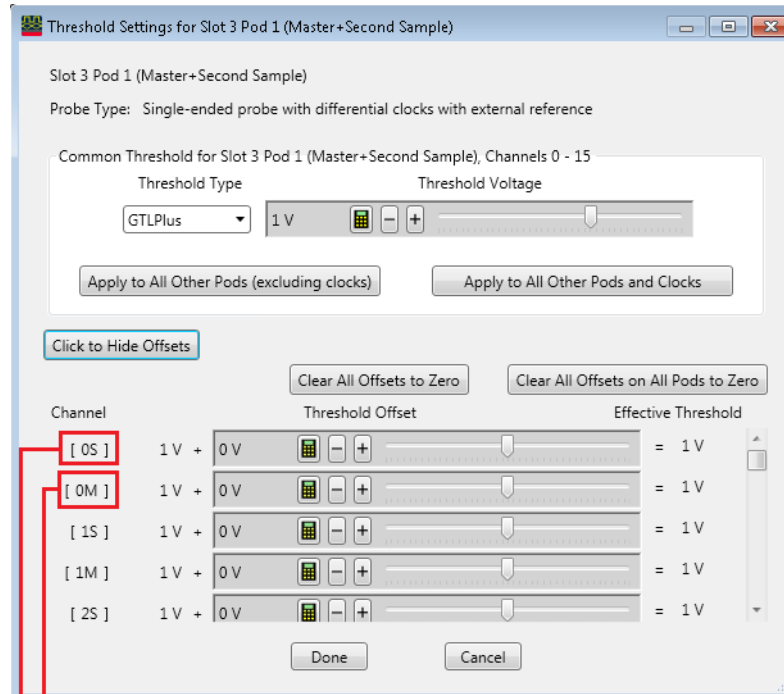 Threshold Settings for Slot 3 Pod 1 (Master+Second Sample)
Slot 3 Pod 1 (Master+Second Sample)
Probe Type: Single-ended probe with differential clocks with external reference
Common Threshold for Slot 3 Pod 1 (Master+Second Sample), Channels 0 - 15
Threshold Type Threshold Voltage
GTLPlus 1 V - +
Apply to All Other Pods (excluding clocks) Apply to All Other Pods and Clocks
Click to Hide Offsets
Clear All Offsets to Zero Clear All Offsets on All Pods to Zero
Channel Threshold Offset Effective Threshold
[ 0S ] 1 V + 0 V - + = 1 V
[ 0M ] 1 V + 0 V - + = 1 V
[ 1S ] 1 V + 0 V - + = 1 V
[ 1M ] 1 V + 0 V - + = 1 V
[ 2S ] 1 V + 0 V - + = 1 V
Done Cancel